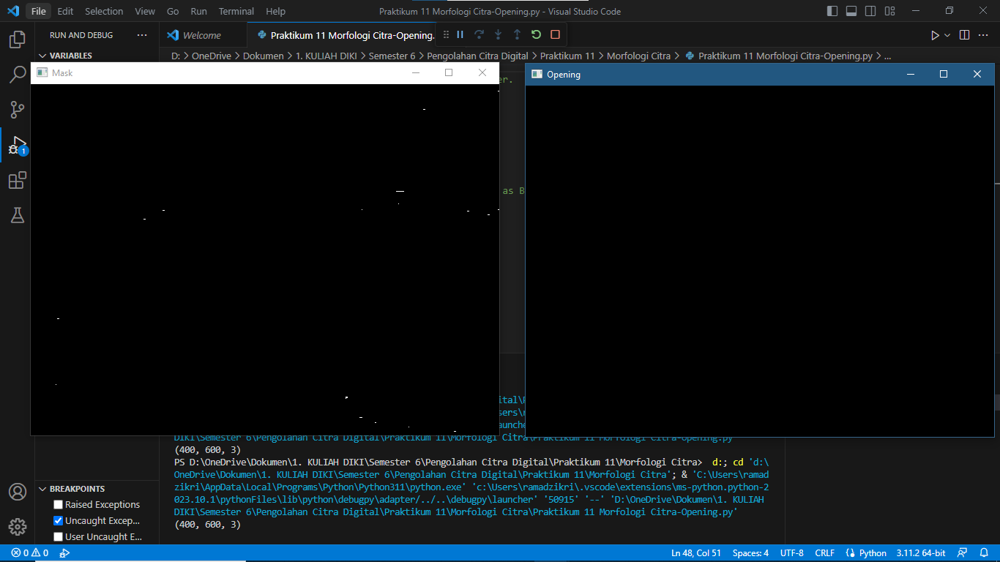 File Edit Selection View Go Run Terminal Help
Praktikum 11 Morfologi Citra-Opening.py - Visual Studio Code
RUN AND DEBUG ···
Welcome
Praktikum 11 Morfologi Citra-Opening.
VARIABLES
D: > OneDrive > Dokumen > 1. KULIAH DIKI > Semester 6 > Pengolahan Citra Digital > Praktikum 11 > Morfologi Citra > Praktikum 11 Morfologi Citra-Opening.py > ...
Mask
er.
Opening
as B
1
ital\
sers\
aunche
DIKI\Semester 6\Pengolahan Citra Digital\Praktikum 11\Morfologi Citra\Praktikum 11 Morfologi Citra-Opening.py'
(400, 600, 3)
PS D:\OneDrive\Dokumen\1. KULIAH DIKI\Semester 6\Pengolahan Citra Digital\Praktikum 11\Morfologi Citra> d:; cd 'd:\
OneDrive\Dokumen\1. KULIAH DIKI\Semester 6\Pengolahan Citra Digital\Praktikum 11\Morfologi Citra'; & 'C:\Users\ramad
zikri\AppData\Local\Programs\Python\Python311\python.exe' 'c:\Users\ramadzikri\.vscode\extensions\ms-python.python-2
023.10.1\pythonFiles\lib\python\debugpy\adapter/../..\debugpy\launcher' '50915' '--' 'D:\OneDrive\Dokumen\1. KULIAH
DIKI\Semester 6\Pengolahan Citra Digital\Praktikum 11\Morfologi Citra\Praktikum 11 Morfologi Citra-Opening.py'
(400, 600, 3)
BREAKPOINTS
Raised Exceptions
Uncaught Excep...
User Uncaught E...
0 0
Ln 48, Col 51 Spaces: 4 UTF-8 CRLF Python 3.11.2 64-bit